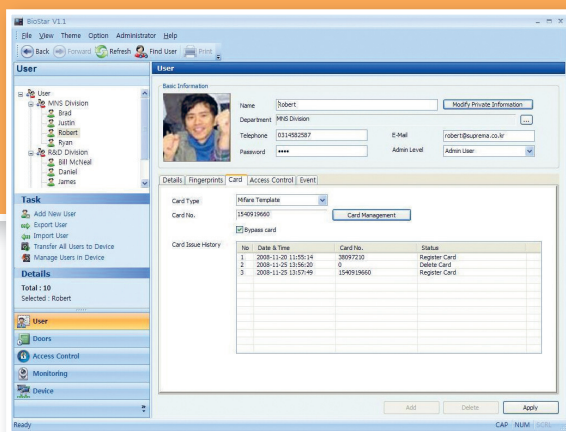 BioStar V1.1
File View Theme Option Administrator Help
Back Forward Refresh Find User Print
User
User
MNS Division
Brad
Justin
Robert
Ryan
R&D Division
Bill McNeal
Daniel
James
Task
Add New User
Export User
Import User
Transfer All Users to Device
Manage Users in Device
Details
Total : 10
Selected : Robert
User
Doors
Access Control
Monitoring
Device
User
Basic Information
Name Robert Modify Private Information
Department MNS Division ...
Telephone 0314582587 E-Mail robert@suprema.co.kr
Password •••• Admin Level Admin User
Details Fingerprints Card Access Control Event
Card Type Mifare Template
Card No. 1540919660 Card Management
Bypass card
Card Issue History
No Date & Time Card No. Status
1 2008-11-20 11:55:14 38097210 Register Card
2 2008-11-25 13:56:20 0 Delete Card
3 2008-11-25 13:57:49 1540919660 Register Card
Add Delete Apply
Ready CAP NUM SCRL